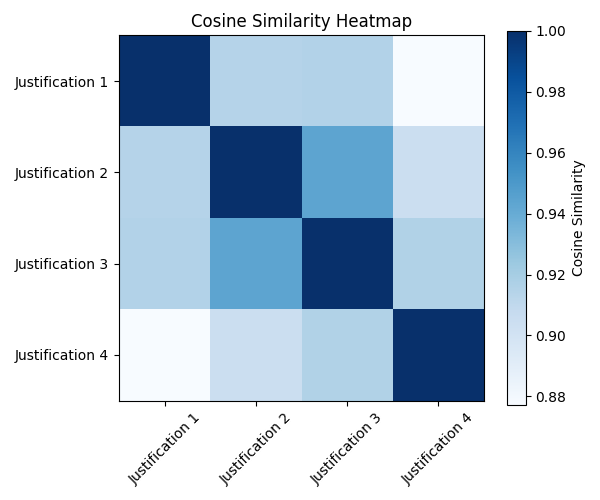 Cosine Similarity Heatmap
Justification 1
Justification 2
Justification 3
Justification 4
Justification 1
Justification 2
Justification 3
Justification 4
1.00
0.98
0.96
0.94
0.92
0.90
0.88
Cosine Similarity